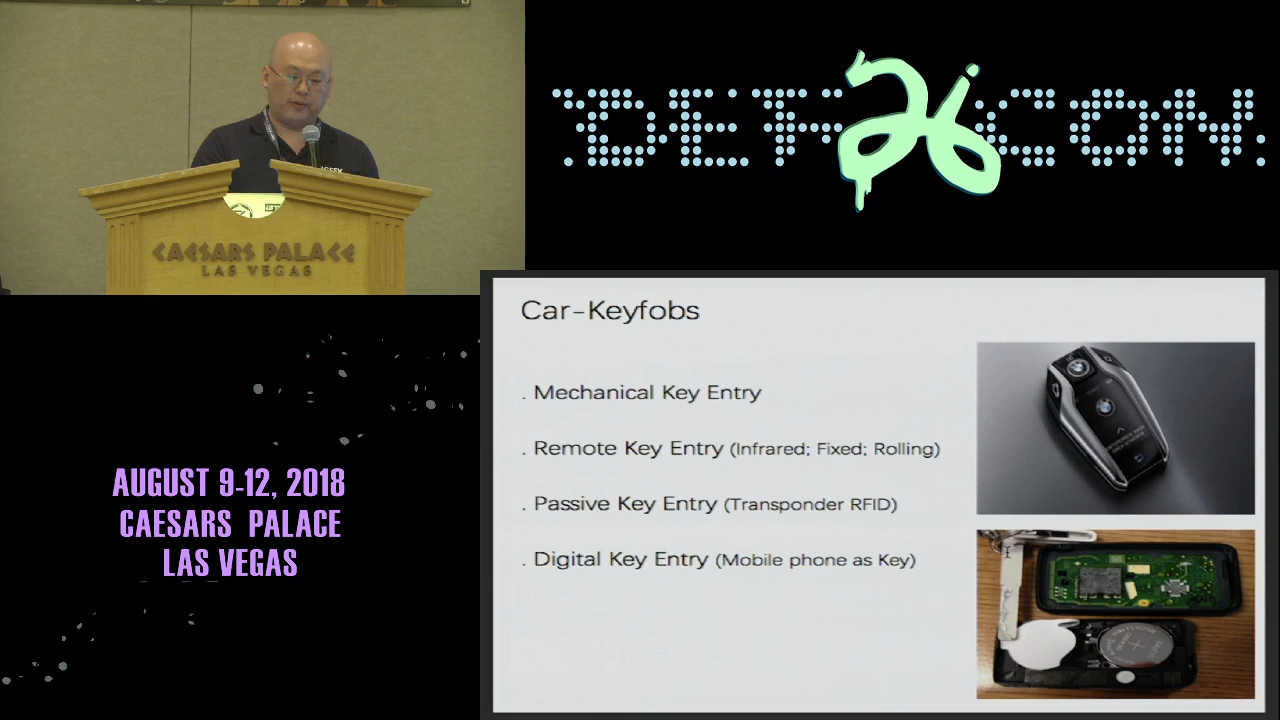 CAESARS PALACE
LAS VEGAS
DEF 26 CON
Car-Keyfobs
. Mechanical Key Entry
. Remote Key Entry (Infrared; Fixed; Rolling)
. Passive Key Entry (Transponder RFID)
. Digital Key Entry (Mobile phone as Key)
AUGUST 9-12, 2018
CAESARS PALACE
LAS VEGAS